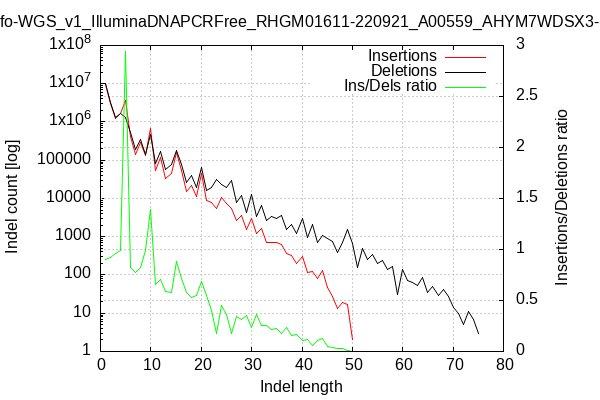 fo-WGS_v1_IlluminaDNAPCRFree_RHGM01611-220921_A00559_AHYM7WDSX3-
Insertions
Deletions
Ins/Dels ratio
1x10^8
1x10^7
1x10^6
100000
10000
1000
100
10
1
Indel count [log]
3
2.5
2
1.5
1
0.5
0
Insertions/Deletions ratio
0 10 20 30 40 50 60 70 80
Indel length